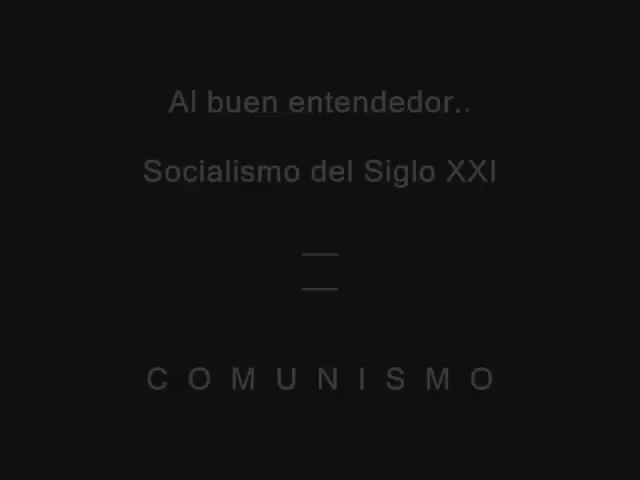 Al buen entendedor..
Socialismo del Siglo XXI
=
C O M U N I S M O